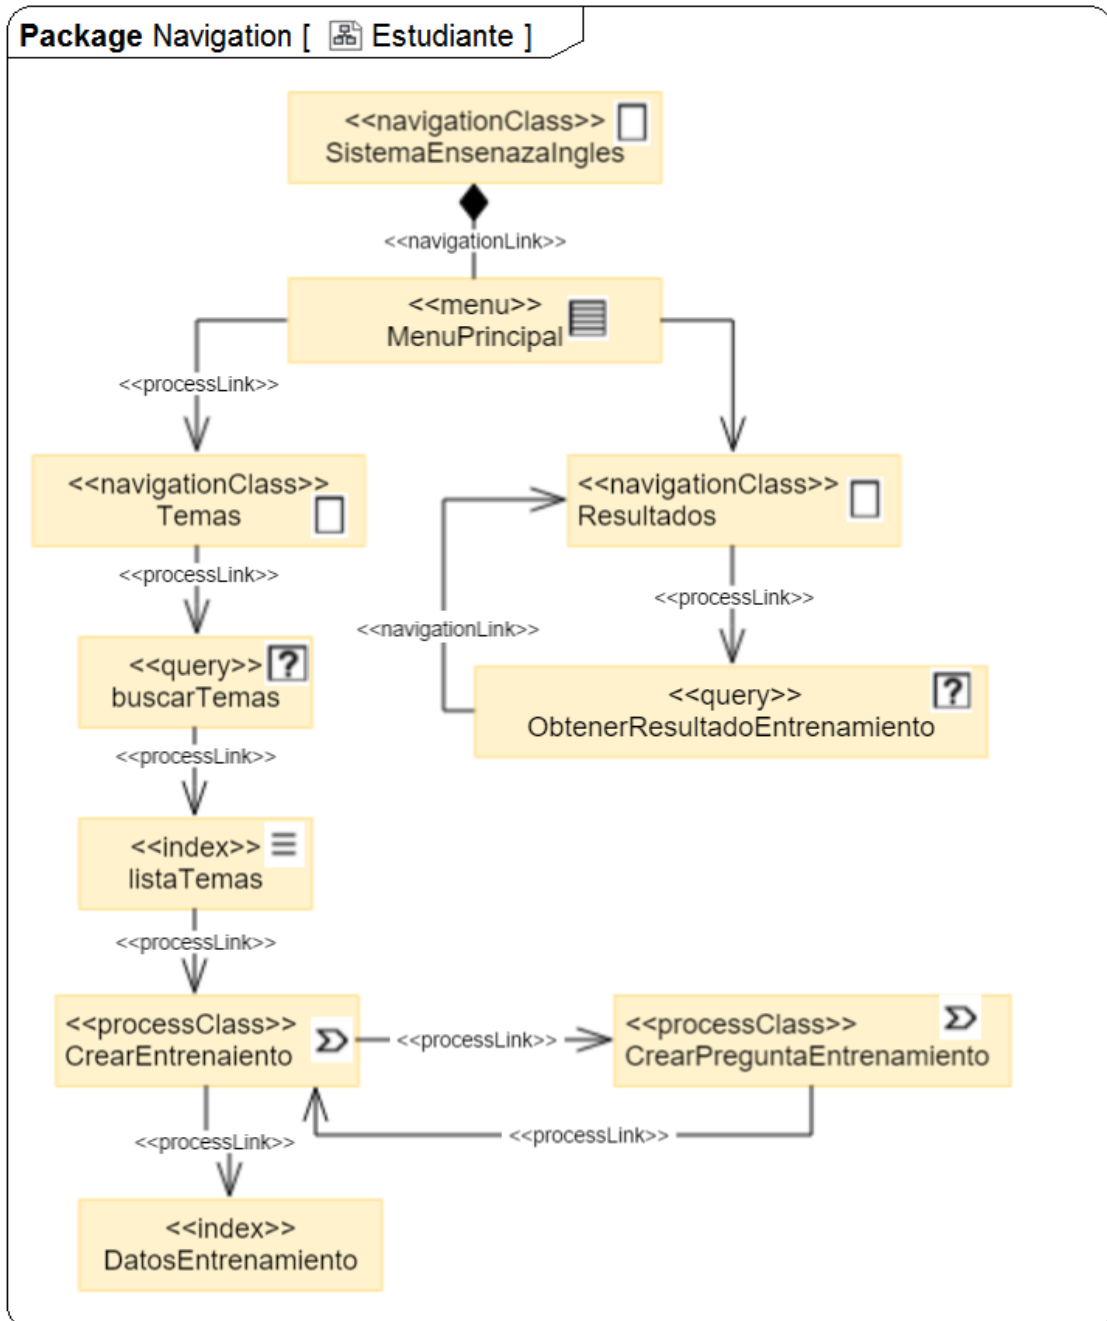 Package Navigation [ Estudiante ]
<<navigationClass>>
SistemaEnsenazaIngles
<<navigationLink>>
<<menu>>
MenuPrincipal
<<processLink>>
<<navigationClass>>
Temas
<<navigationClass>>
Resultados
<<processLink>>
<<processLink>>
<<navigationLink>>
<<query>>
buscarTemas
?
<<query>>
ObtenerResultadoEntrenamiento
?
<<processLink>>
<<index>>
listaTemas
<<processLink>>
<<processClass>>
CrearEntrenaiento
<<processLink>>
<<processClass>>
CrearPreguntaEntrenamiento
<<processLink>>
<<processLink>>
<<index>>
DatosEntrenamiento